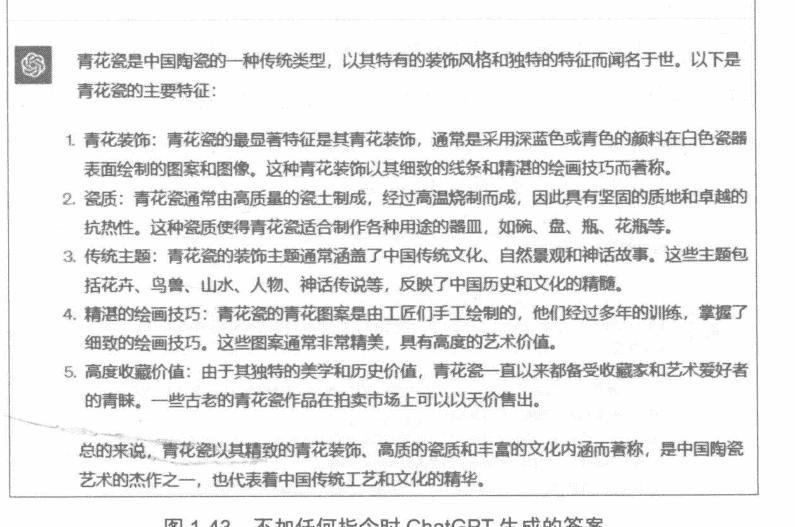 青花瓷是中国陶瓷的一种传统类型，以其特有的装饰风格和独特的特征而闻名于世。以下是
青花瓷的主要特征：
1. 青花装饰：青花瓷的最显著特征是其青花装饰，通常是采用深蓝色或青色的颜料在白色瓷器
表面绘制的图案和图像。这种青花装饰以其细致的线条和精湛的绘画技巧而著称。
2. 瓷质：青花瓷通常由高质量的瓷土制成，经过高温烧制而成，因此具有坚固的质地和卓越的
抗热性。这种瓷质使得青花瓷适合制作各种用途的器皿，如碗、盘、瓶、花瓶等。
3. 传统主题：青花瓷的装饰主题通常涵盖了中国传统文化、自然景观和神话故事。这些主题包
括花卉、鸟兽、山水、人物、神话传说等，反映了中国历史和文化的精髓。
4. 精湛的绘画技巧：青花瓷的青花图案是由工匠们手工绘制的，他们经过多年的训练，掌握了
细致的绘画技巧。这些图案通常非常精美，具有高度的艺术价值。
5. 高度收藏价值：由于其独特的美学和历史价值，青花瓷一直以来都备受收藏家和艺术爱好者
的青睐。一些古老的青花瓷作品在拍卖市场上可以以天价售出。
总的来说，青花瓷以其精致的青花装饰、高质的瓷质和丰富的文化内涵而著称，是中国陶瓷
艺术的杰作之一，也代表着中国传统工艺和文化的精华。
图 1-43 不加任何指令时 ChatGPT 生成的答案